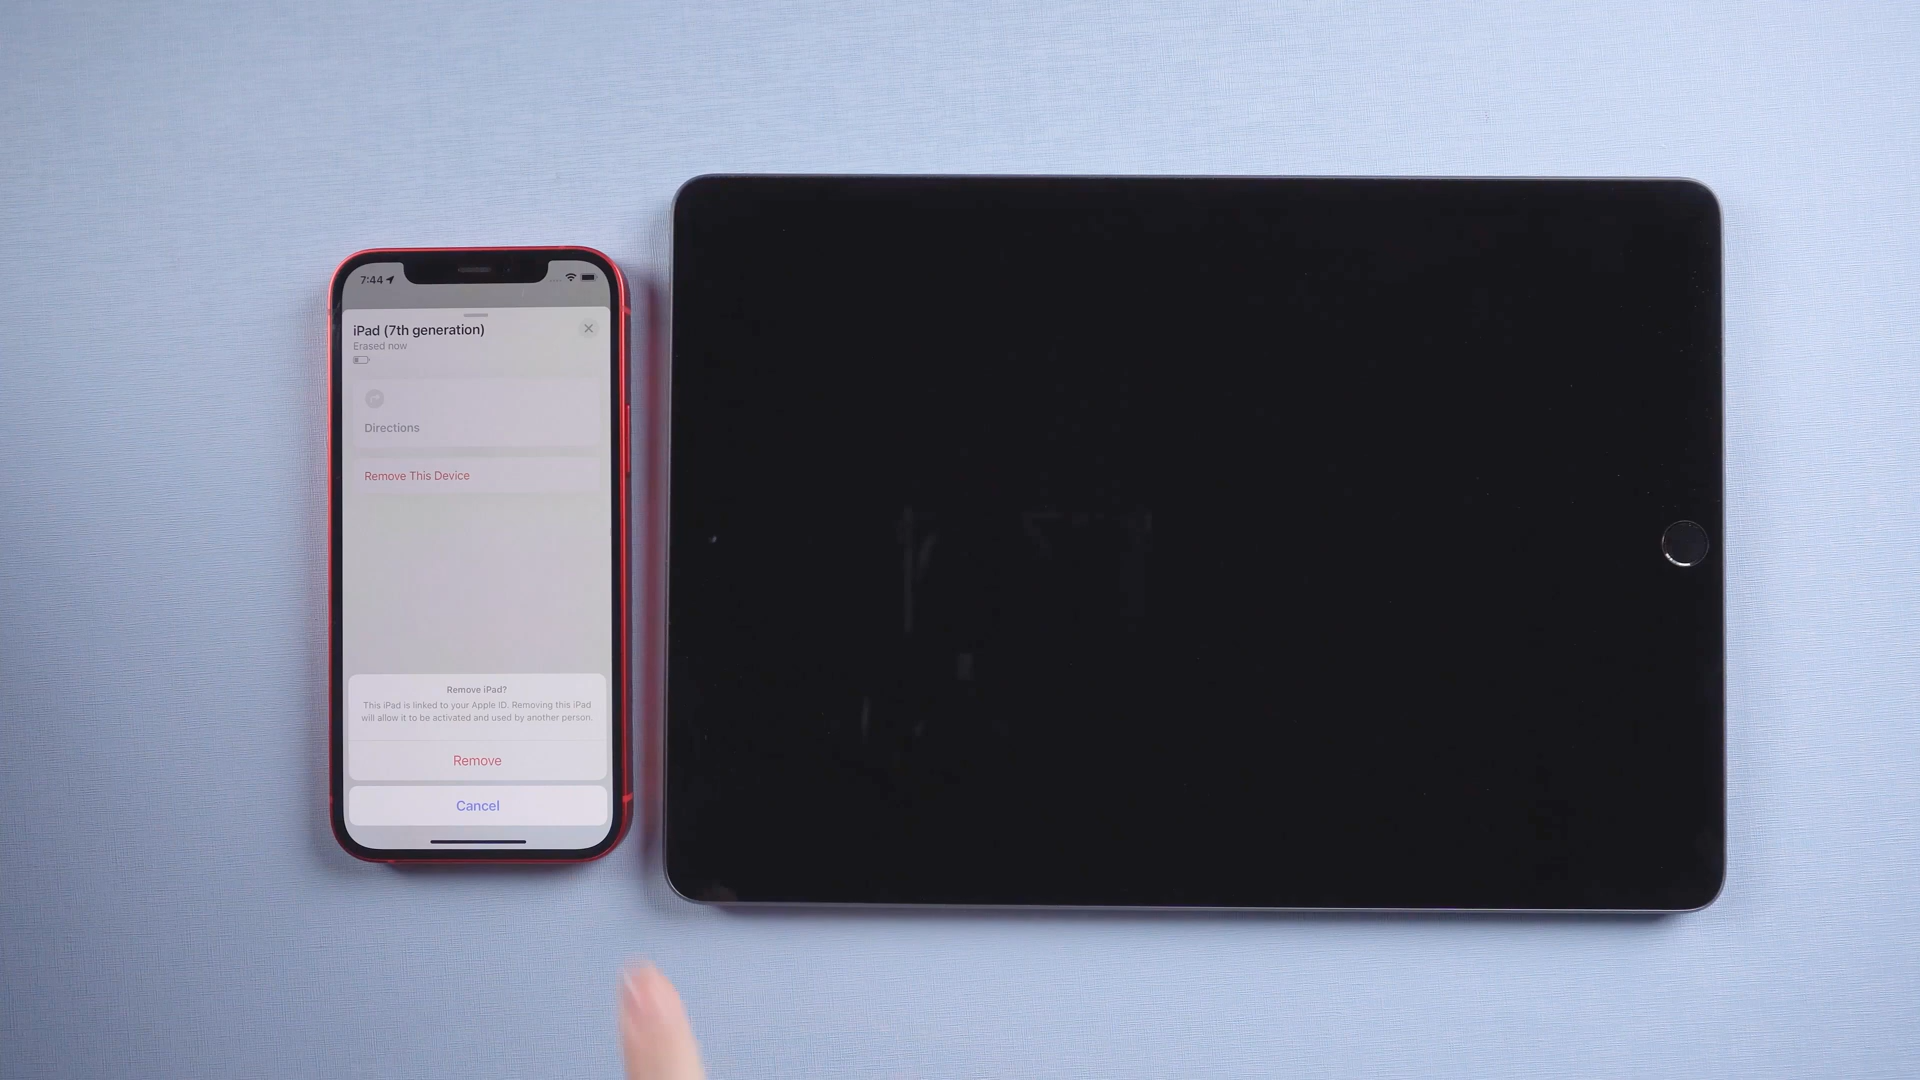 7:44
iPad (7th generation)
Erased now
Directions
Remove This Device
Remove iPad?
This iPad is linked to your Apple ID. Removing this iPad
will allow it to be activated and used by another person.
Remove
Cancel